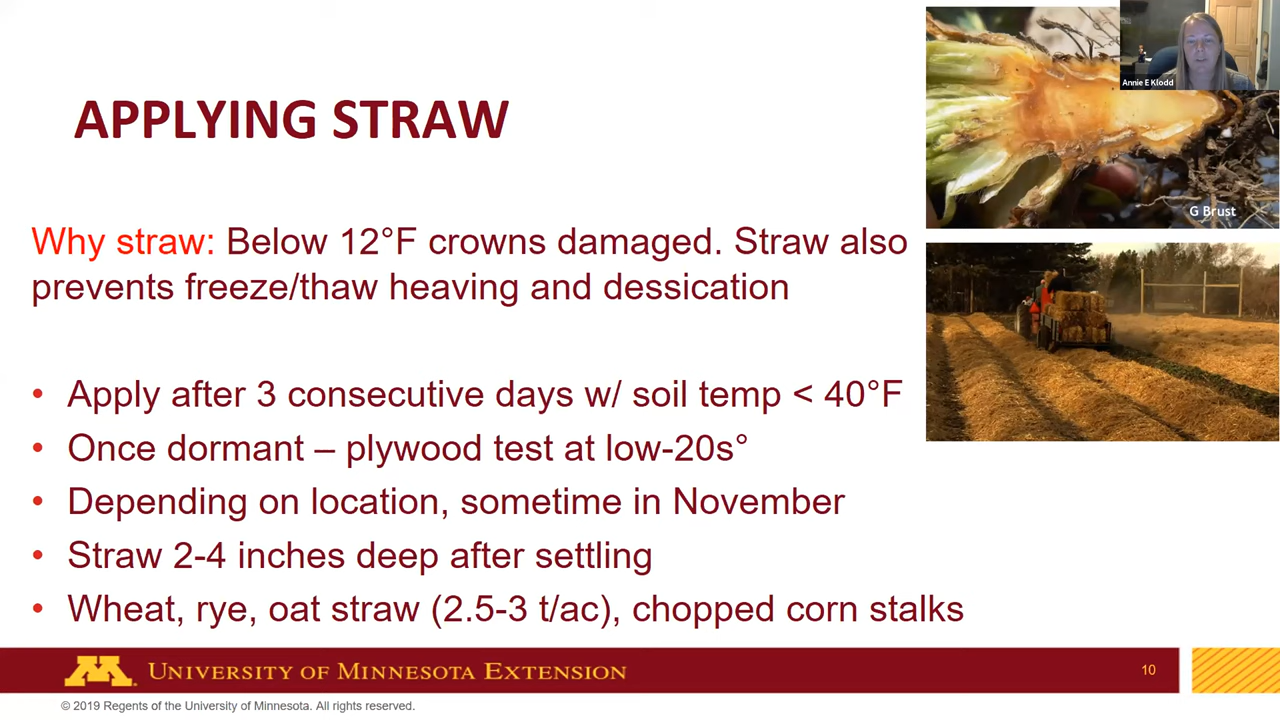 APPLYING STRAW
Why straw: Below 12°F crowns damaged. Straw also
prevents freeze/thaw heaving and dessication
• Apply after 3 consecutive days w/ soil temp < 40°F
• Once dormant – plywood test at low-20s°
• Depending on location, sometime in November
• Straw 2-4 inches deep after settling
• Wheat, rye, oat straw (2.5-3 t/ac), chopped corn stalks
Annie E Klodd
G Brust
M UNIVERSITY OF MINNESOTA EXTENSION
10
© 2019 Regents of the University of Minnesota. All rights reserved.